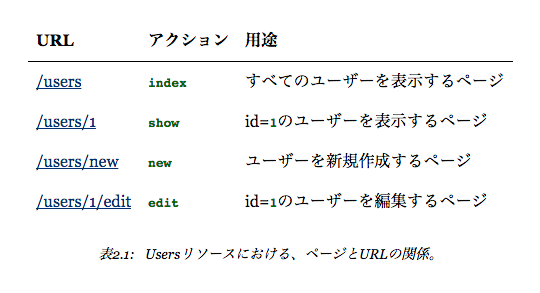 URL アクション 用途
/users index すべてのユーザーを表示するページ
/users/1 show id=1のユーザーを表示するページ
/users/new new ユーザーを新規作成するページ
/users/1/edit edit id=1のユーザーを編集するページ
表2.1: Usersリソースにおける、ページとURLの関係。